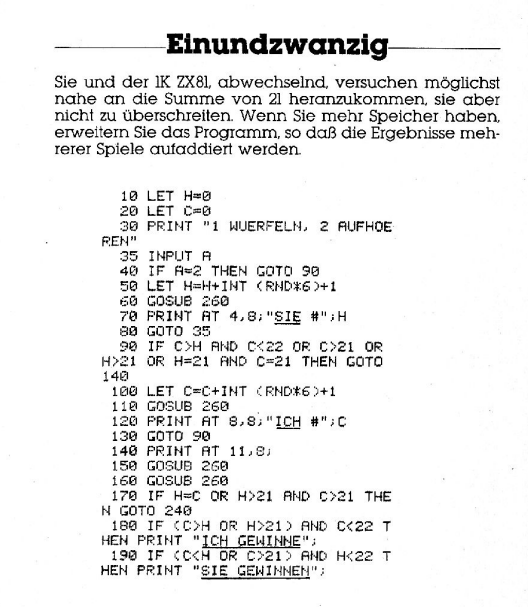 Einundzwanzig
Sie und der 1K ZX81, abwechselnd, versuchen möglichst
nahe an die Summe von 21 heranzukommen, sie aber
nicht zu überschreiten. Wenn Sie mehr Speicher haben,
erweitern Sie das Programm, so daß die Ergebnisse meh-
rerer Spiele aufaddiert werden.
10 LET H=0
20 LET C=0
30 PRINT "1 WUERFELN, 2 AUFHOE
REN"
35 INPUT A
40 IF A=2 THEN GOTO 90
50 LET H=H+INT (RND*6)+1
60 GOSUB 260
70 PRINT AT 4,8;"SIE #";H
80 GOTO 35
90 IF C>H AND C<22 OR C>21 OR
H>21 OR H=21 AND C=21 THEN GOTO
140
100 LET C=C+INT (RND*6)+1
110 GOSUB 260
120 PRINT AT 8,8;"ICH #";C
130 GOTO 90
140 PRINT AT 11,8;
150 GOSUB 260
160 GOSUB 260
170 IF H=C OR H>21 AND C>21 THE
N GOTO 240
180 IF (C>H OR H>21) AND C<22 T
HEN PRINT "ICH GEWINNE";
190 IF (C<H OR C>21) AND H<22 T
HEN PRINT "SIE GEWINNEN";